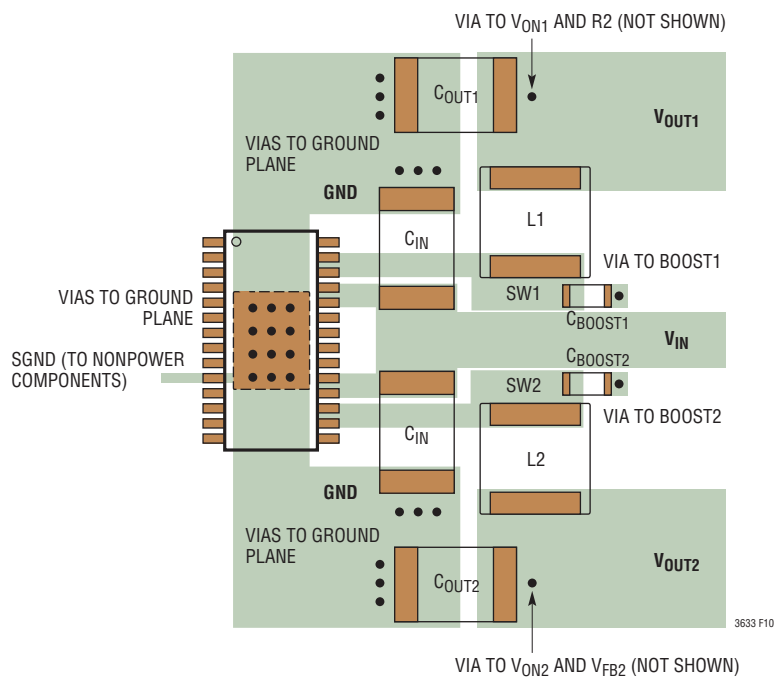 VIA TO VON1 AND R2 (NOT SHOWN)
COUT1
VOUT1
VIAS TO GROUND
PLANE
GND
L1
CIN
VIA TO BOOST1
SW1
VIAS TO GROUND
PLANE
CBOOST1
VIN
SGND (TO NONPOWER
COMPONENTS)
CBOOST2
SW2
VIA TO BOOST2
CIN
L2
GND
VIAS TO GROUND
PLANE
VOUT2
COUT2
3633 F10
VIA TO VON2 AND VFB2 (NOT SHOWN)